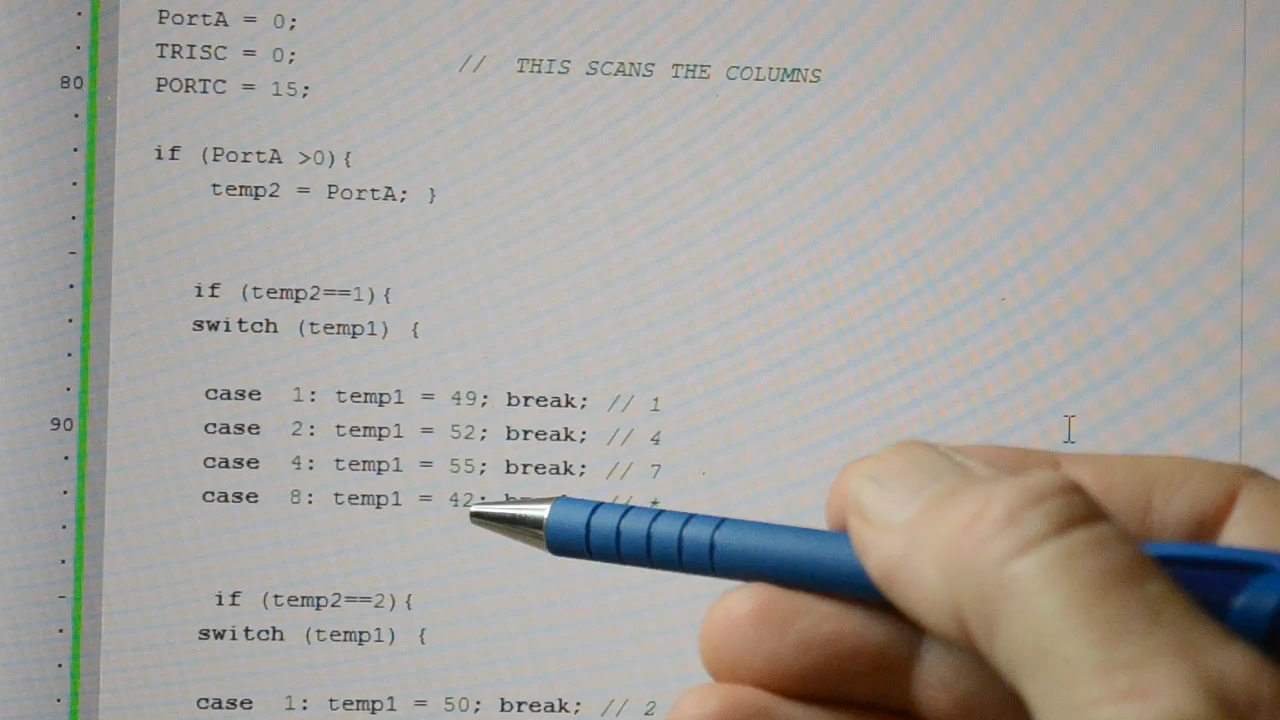 PortA = 0;
TRISC = 0;
// THIS SCANS THE COLUMNS
80 PORTC = 15;
if (PortA >0){
temp2 = PortA; }
if (temp2==1){
switch (temp1) {
case 1: temp1 = 49; break; // 1
90 case 2: temp1 = 52; break; // 4
case 4: temp1 = 55; break; // 7
case 8: temp1 = 42;
if (temp2==2){
switch (temp1) {
case 1: temp1 = 50; break; // 2